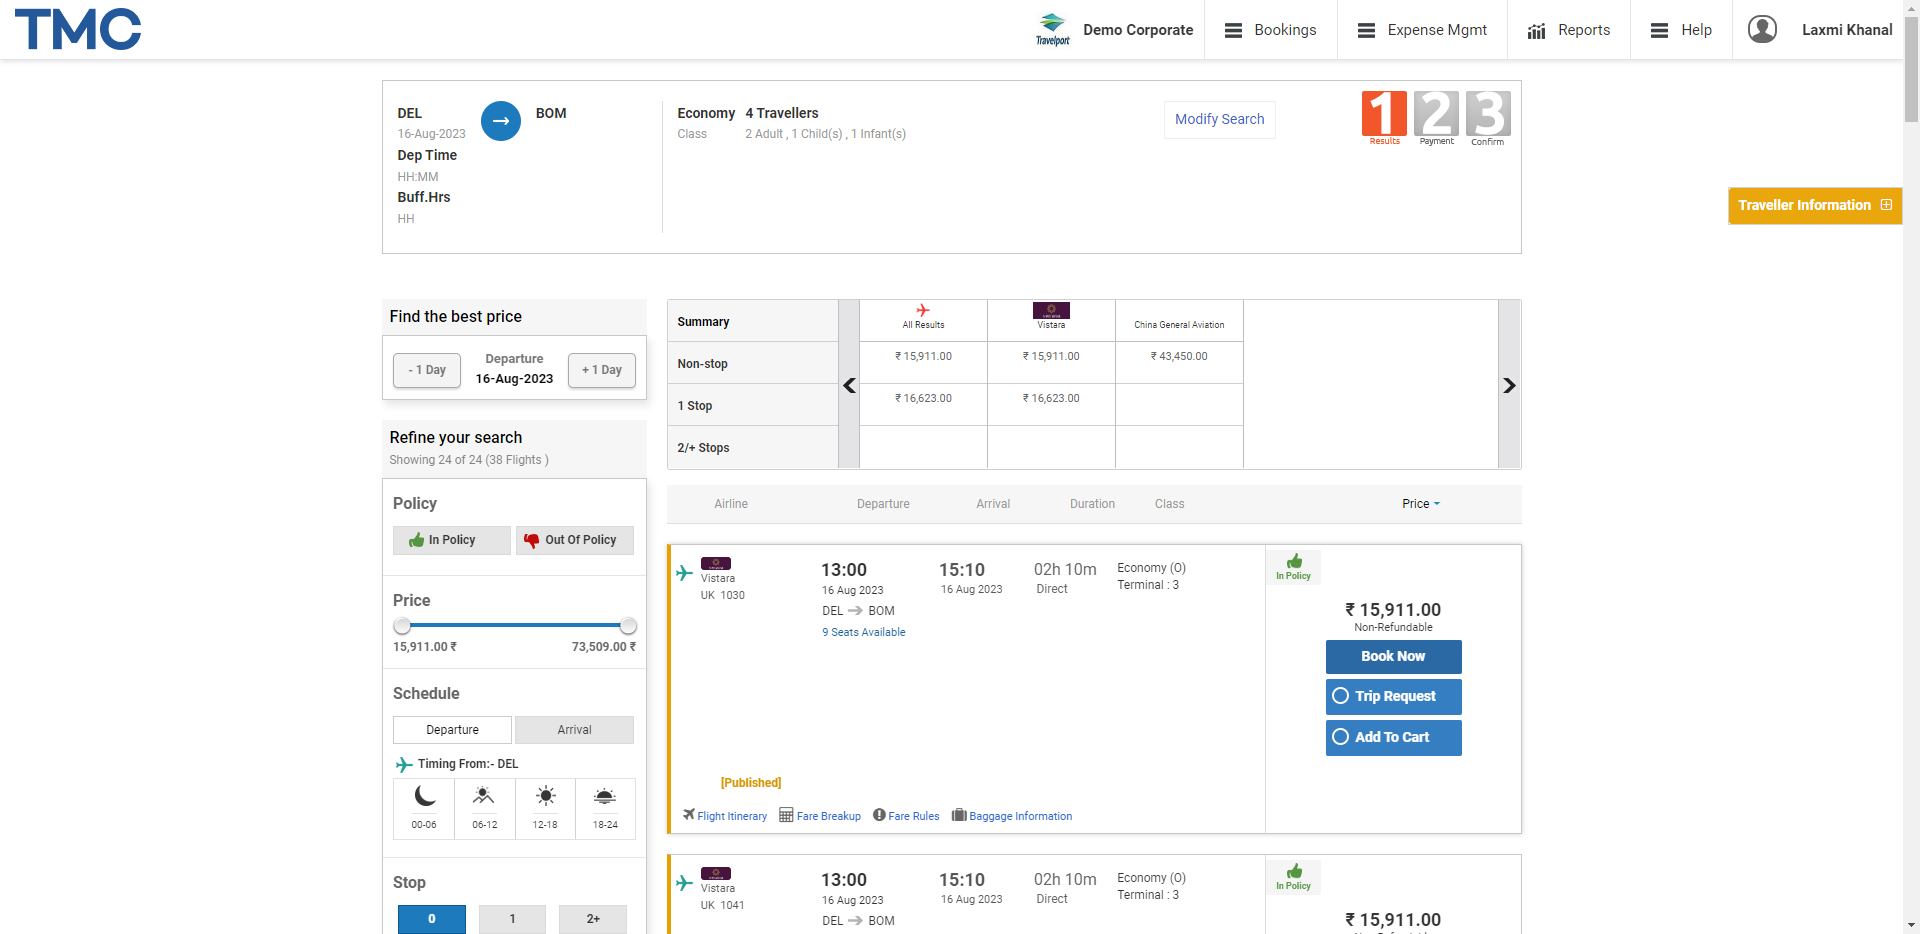 TMC
Travelport
Demo Corporate
Bookings
Expense Mgmt
Reports
Help
Laxmi Khanal
DEL
16-Aug-2023
BOM
Dep Time
HH:MM
Buff.Hrs
HH
Economy
Class
4 Travellers
2 Adult , 1 Child(s) , 1 Infant(s)
Modify Search
1
Results
2
Payment
3
Confirm
Traveller Information
Find the best price
- 1 Day
Departure
16-Aug-2023
+ 1 Day
Refine your search
Showing 24 of 24 (38 Flights )
Policy
In Policy
Out Of Policy
Price
15,911.00 ₹
73,509.00 ₹
Schedule
Departure
Arrival
Timing From:- DEL
00-06
06-12
12-18
18-24
Stop
0
1
2+
Summary
All Results
Vistara
China General Aviation
Non-stop
₹ 15,911.00
₹ 15,911.00
₹ 43,450.00
1 Stop
₹ 16,623.00
₹ 16,623.00
2/+ Stops
Airline
Departure
Arrival
Duration
Class
Price
Vistara
UK 1030
13:00
16 Aug 2023
DEL
BOM
9 Seats Available
15:10
16 Aug 2023
02h 10m
Direct
Economy (O)
Terminal : 3
In Policy
₹ 15,911.00
Non-Refundable
Book Now
Trip Request
Add To Cart
[Published]
Flight Itinerary
Fare Breakup
Fare Rules
Baggage Information
Vistara
UK 1041
13:00
16 Aug 2023
DEL
BOM
15:10
16 Aug 2023
02h 10m
Direct
Economy (O)
Terminal : 3
In Policy
₹ 15,911.00